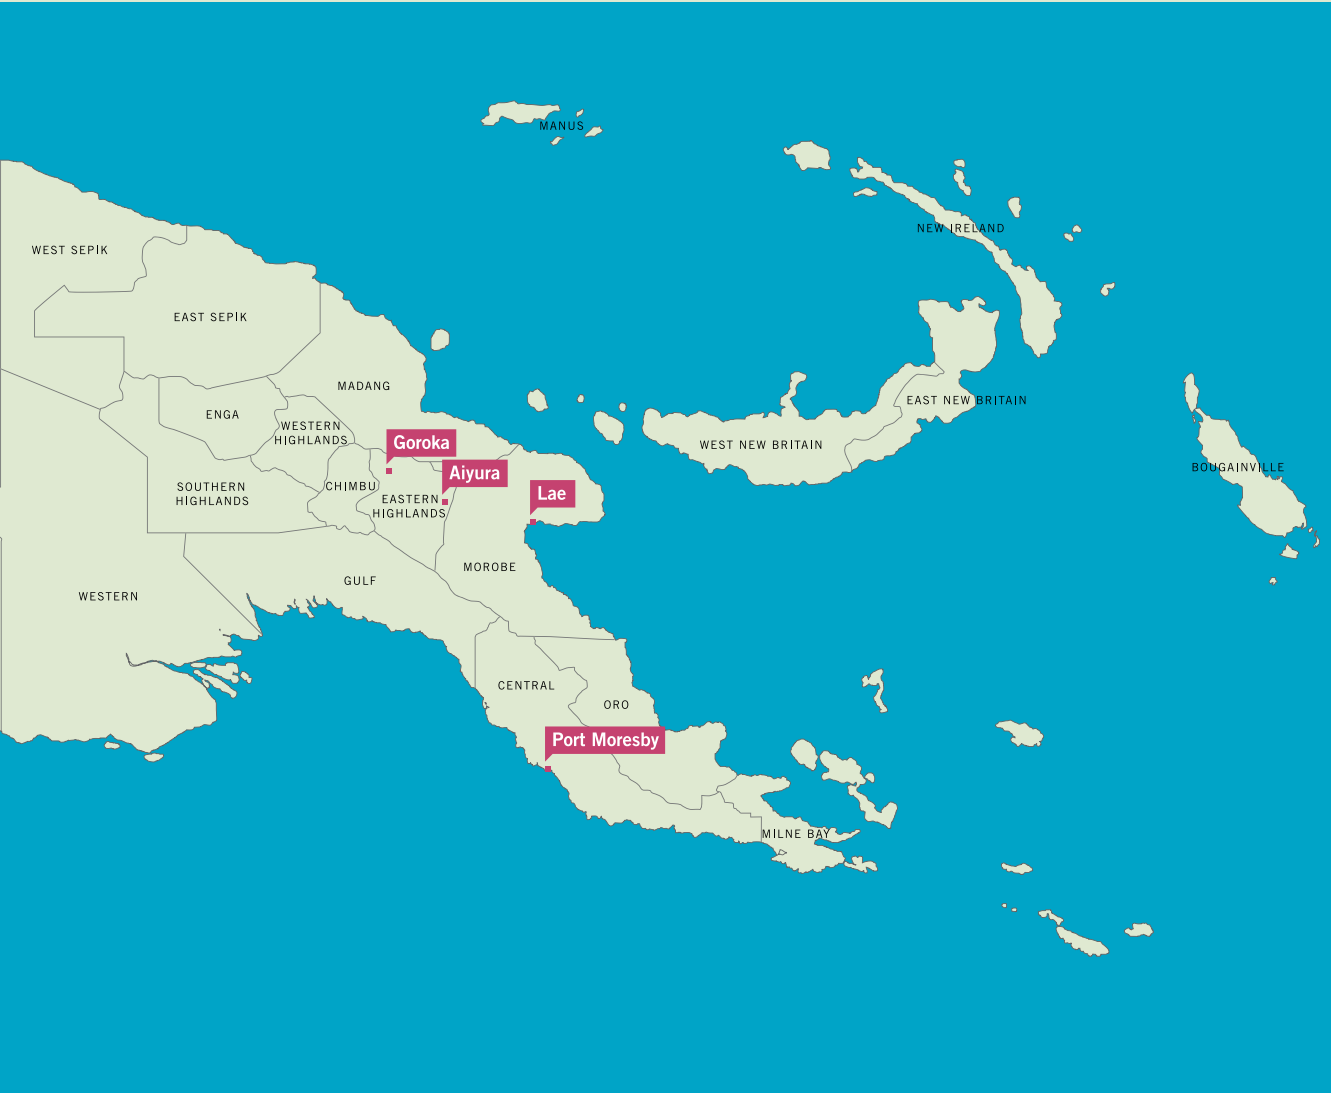 MANUS
NEW IRELAND
WEST SEPIK
EAST SEPIK
MADANG
EAST NEW BRITAIN
ENGA
WESTERN
HIGHLANDS
Goroka
WEST NEW BRITAIN
BOUGAINVILLE
Aiyura
SOUTHERN
HIGHLANDS
CHIMBU
EASTERN
HIGHLANDS
Lae
MOROBE
GULF
WESTERN
CENTRAL
ORO
Port Moresby
MILNE BAY